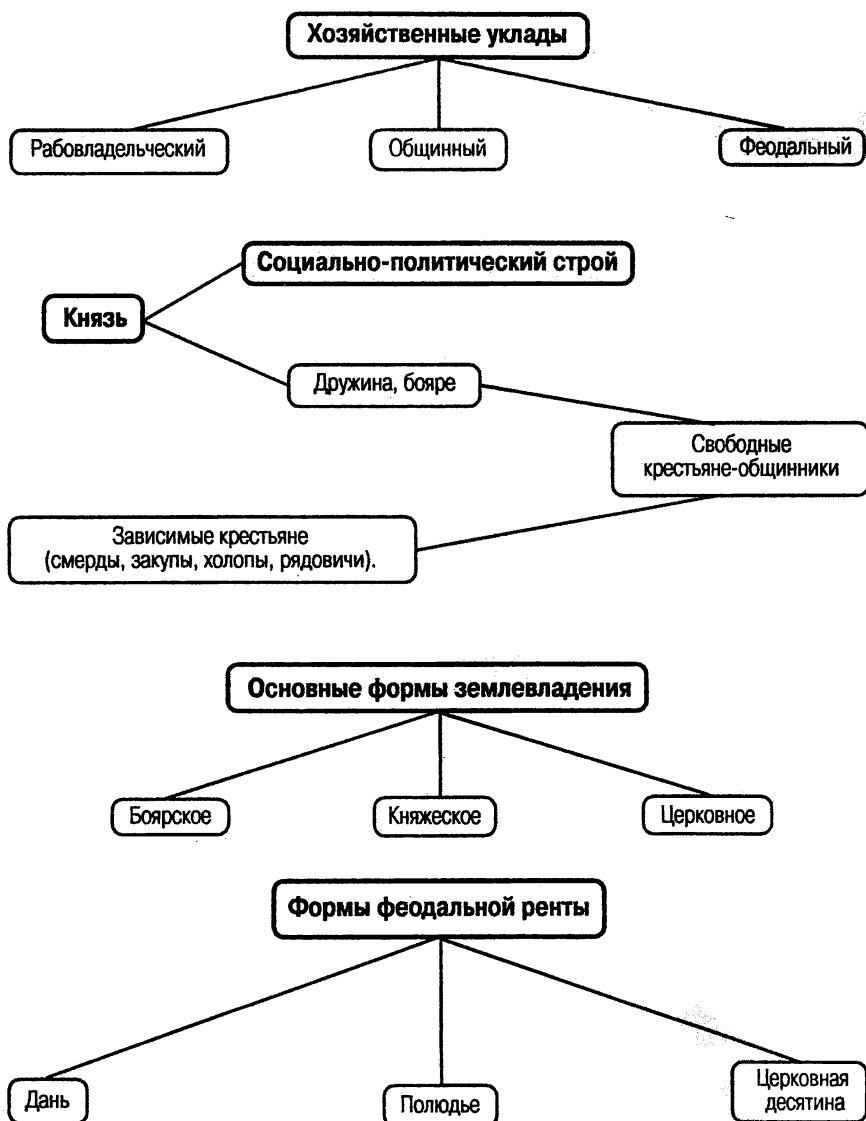 Хозяйственные уклады
Рабовладельческий
Общинный
Феодальный
Социально-политический строй
Князь
Дружина, бояре
Свободные
крестьяне-общинники
Зависимые крестьяне
(смерды, закупы, холопы, рядовичи).
Основные формы землевладения
Боярское
Княжеское
Церковное
Формы феодальной ренты
Дань
Полюдье
Церковная
десятина